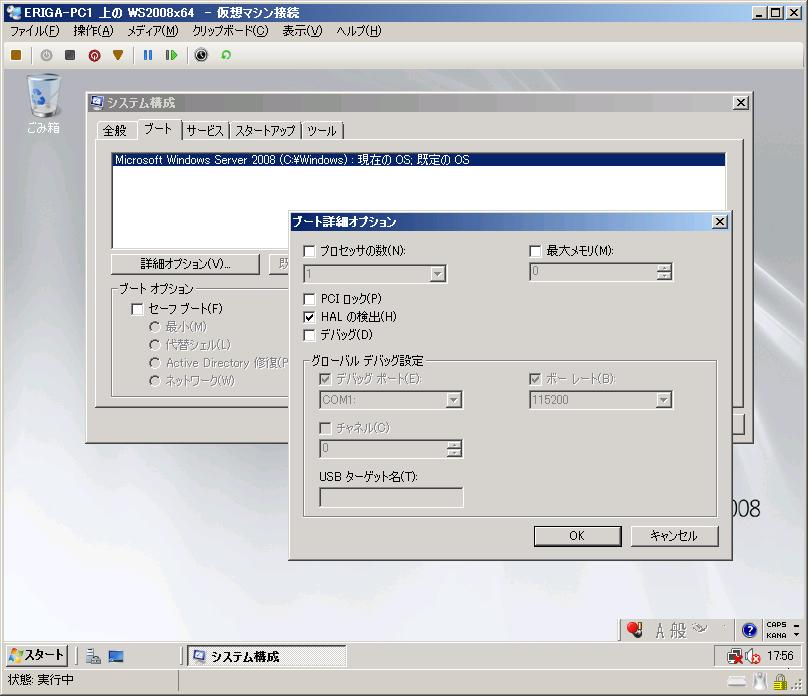 ERIGA-PC1 上の WS2008x64 - 仮想マシン接続
ファイル(F) 操作(A) メディア(M) クリップボード(C) 表示(V) ヘルプ(H)
ごみ箱
システム構成
全般 ブート サービス スタートアップ ツール
Microsoft Windows Server 2008 (C:¥Windows) : 現在の OS; 既定の OS
詳細オプション(V)... 既
ブート オプション
セーフ ブート(F)
最小(M)
代替シェル(L)
Active Directory 修復(P
ネットワーク(W)
ブート詳細オプション
プロセッサの数(N): 最大メモリ(M):
1 0
PCI ロック(P)
HAL の検出(H)
デバッグ(D)
グローバル デバッグ設定
デバッグ ポート(E): ボー レート(B):
COM1: 115200
チャネル(C)
0
USB ターゲット名(T):
OK キャンセル
008
A 般 CAPS
KANA
スタート システム構成 17:56
状態: 実行中